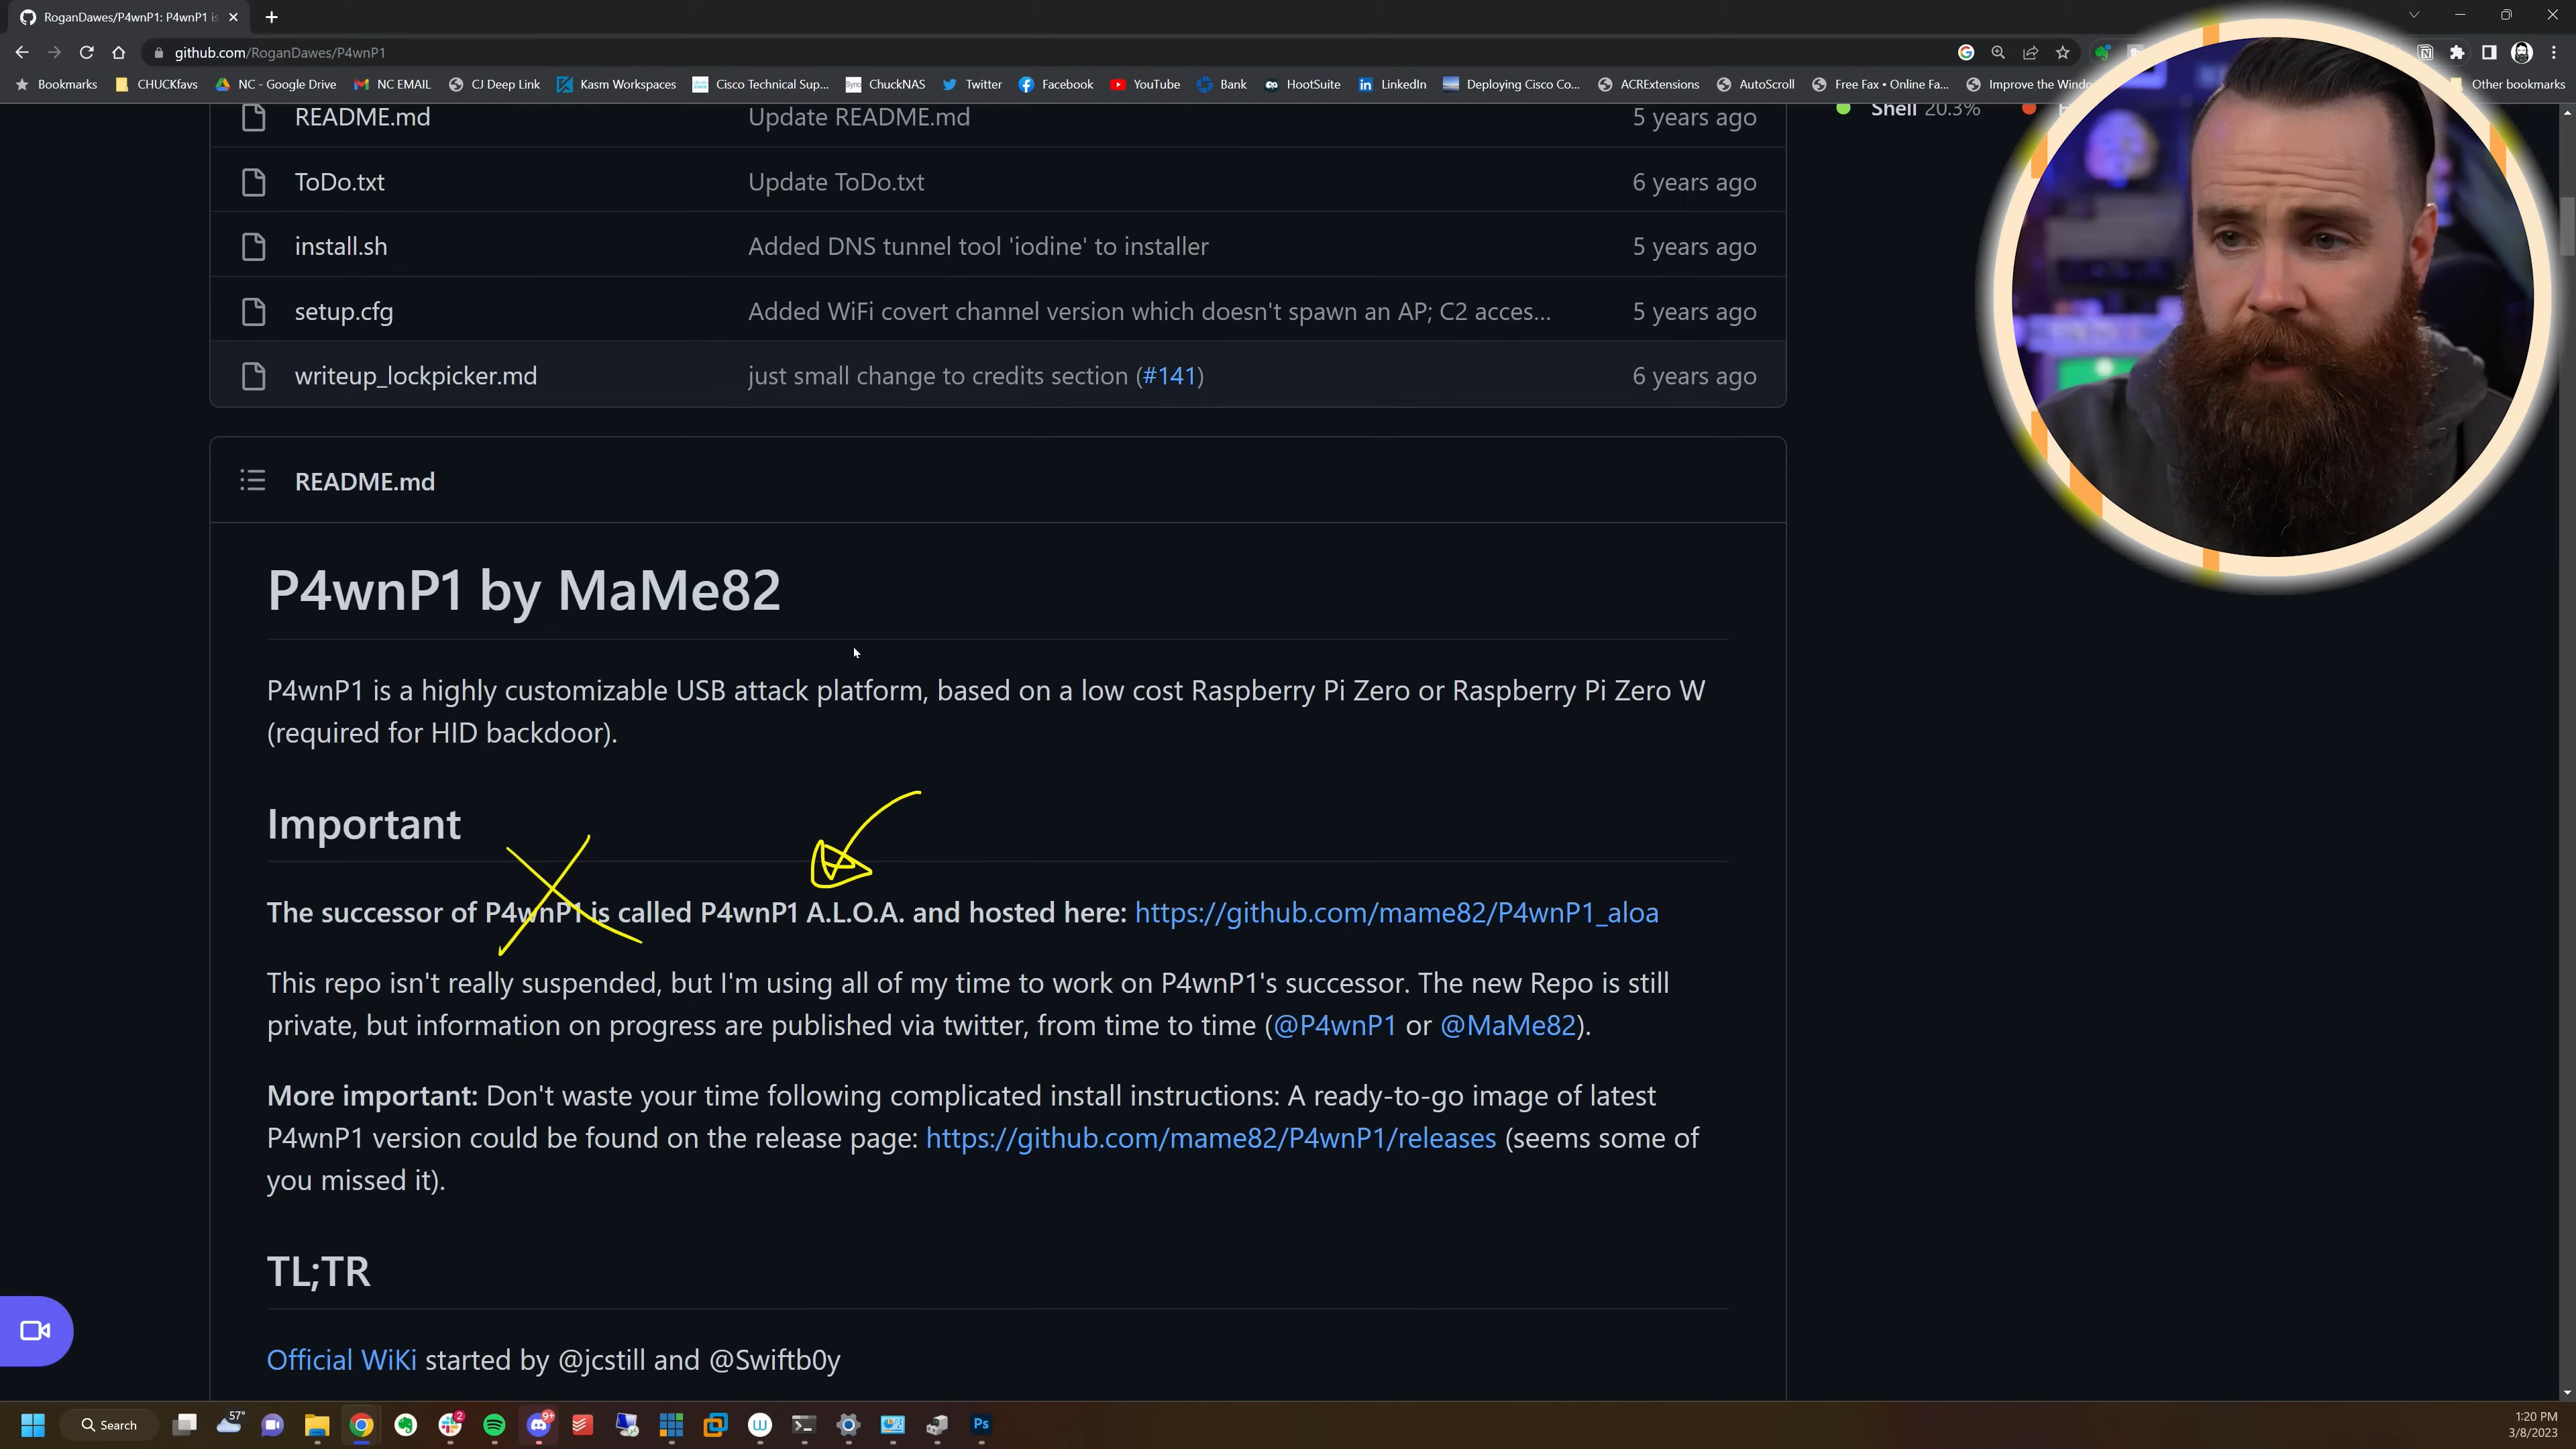 RoganDawes/P4wnP1: P4wnP1 is
github.com/RoganDawes/P4wnP1
Bookmarks CHUCKfavs NC - Google Drive NC EMAIL CJ Deep Link Kasm Workspaces Cisco Technical Sup... ChuckNAS Twitter Facebook YouTube Bank HootSuite LinkedIn Deploying Cisco Co... ACRExtensions AutoScroll Free Fax • Online Fa... Improve the Windo Other bookmarks
README.md Update README.md 5 years ago
Shell 20.3%
ToDo.txt Update ToDo.txt 6 years ago
install.sh Added DNS tunnel tool 'iodine' to installer 5 years ago
setup.cfg Added WiFi covert channel version which doesn't spawn an AP; C2 acces... 5 years ago
writeup_lockpicker.md just small change to credits section (#141) 6 years ago
README.md
P4wnP1 by MaMe82
P4wnP1 is a highly customizable USB attack platform, based on a low cost Raspberry Pi Zero or Raspberry Pi Zero W
(required for HID backdoor).
Important
The successor of P4wnP1 is called P4wnP1 A.L.O.A. and hosted here: https://github.com/mame82/P4wnP1_aloa
This repo isn't really suspended, but I'm using all of my time to work on P4wnP1's successor. The new Repo is still
private, but information on progress are published via twitter, from time to time (@P4wnP1 or @MaMe82).
More important: Don't waste your time following complicated install instructions: A ready-to-go image of latest
P4wnP1 version could be found on the release page: https://github.com/mame82/P4wnP1/releases (seems some of
you missed it).
TL;TR
Official WiKi started by @jcstill and @Swiftb0y
Search 57° 2 9+ Ps
1:20 PM
3/8/2023